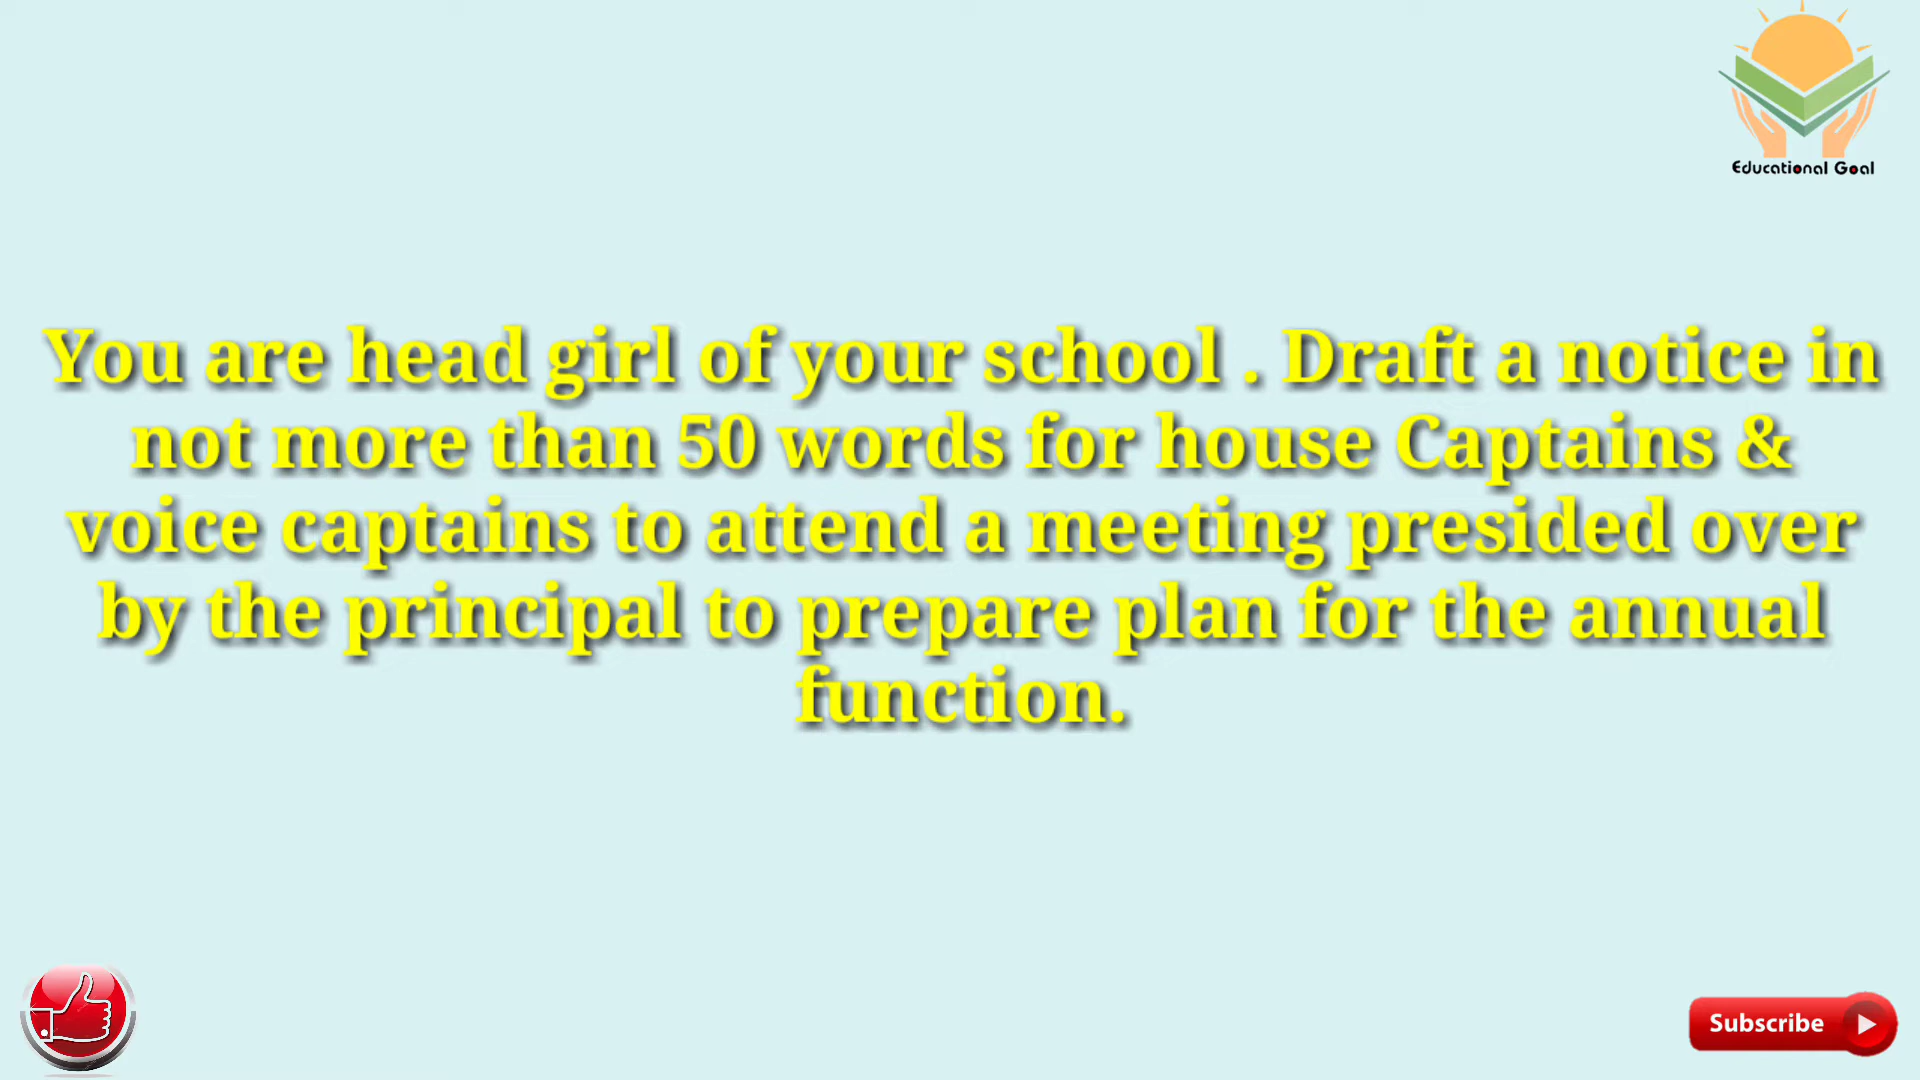 Educational Goal
You are head girl of your school . Draft a notice in
not more than 50 words for house Captains &
voice captains to attend a meeting presided over
by the principal to prepare plan for the annual
function.
Subscribe